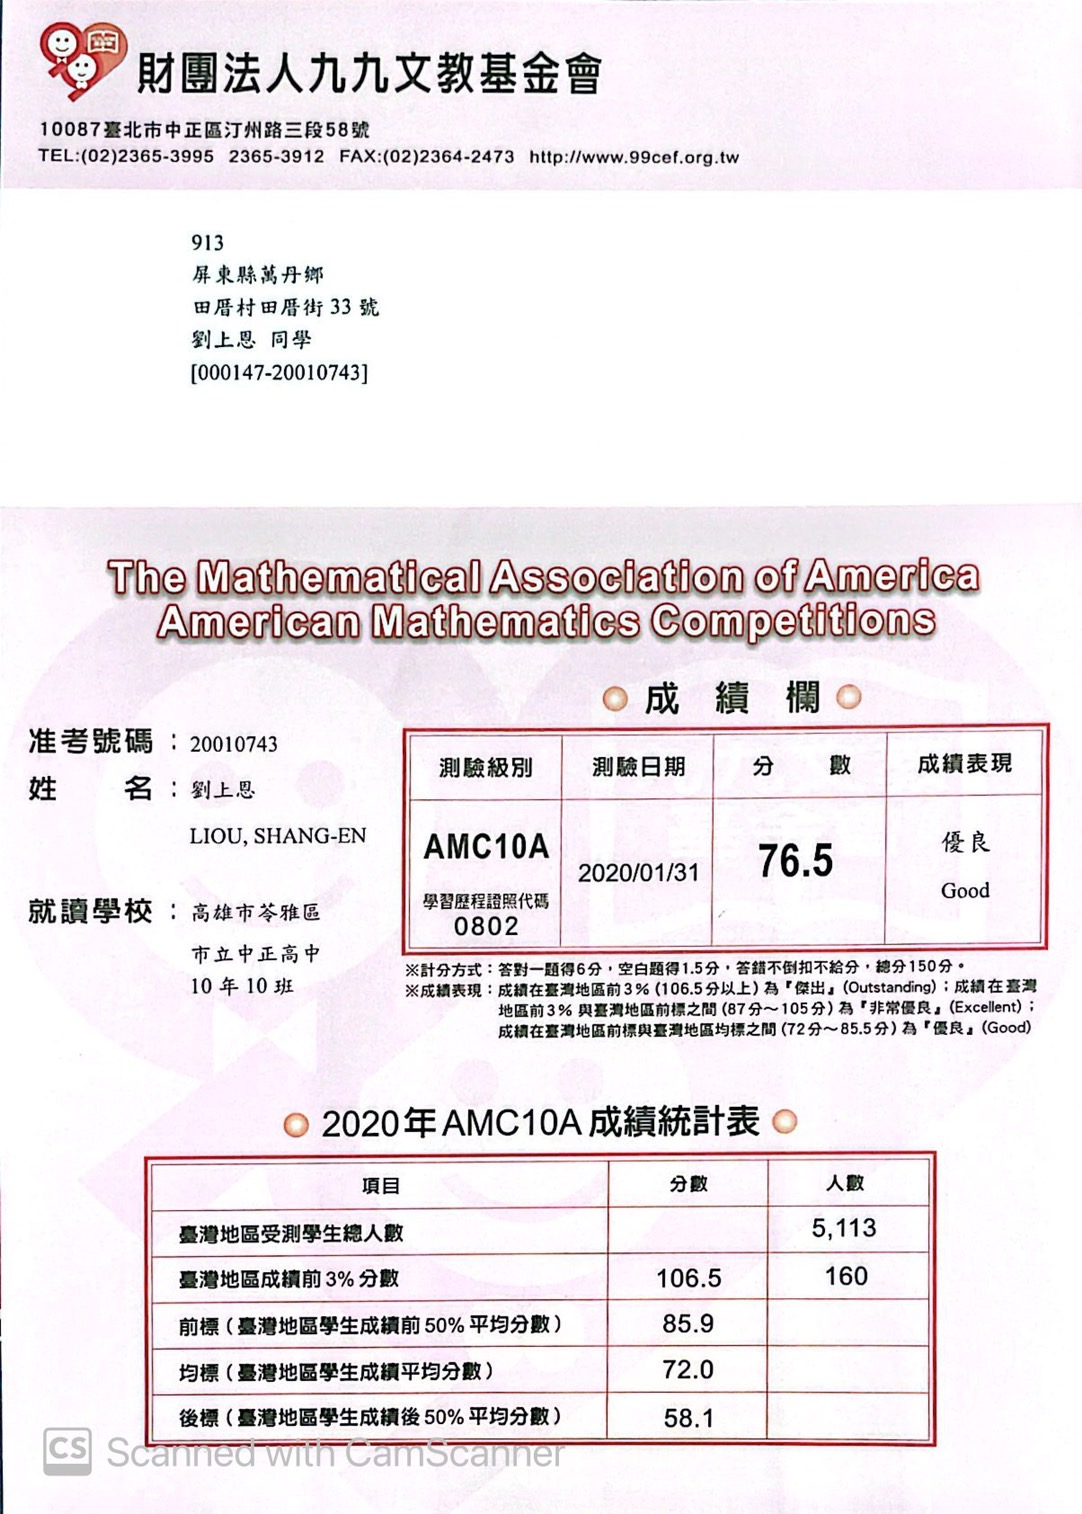 財團法人九九文教基金會
10087臺北市中正區汀州路三段58號
TEL:(02)2365-3995 2365-3912 FAX:(02)2364-2473 http://www.99cef.org.tw
913
屏東縣萬丹鄉
田厝村田厝街 33 號
劉上恩 同學
[000147-20010743]
The Mathematical Association of America
American Mathematics Competitions
成績欄
准考號碼：20010743
姓名：劉上恩
LIOU, SHANG-EN
就讀學校：高雄市苓雅區
市立中正高中
10 年 10 班
測驗級別 測驗日期 分數 成績表現
AMC10A 2020/01/31 76.5 優良
Good
學習歷程證照代碼
0802
※計分方式：答對一題得6分，空白題得1.5分，答錯不倒扣不給分，總分150分。
※成績表現：成績在臺灣地區前3%(106.5分以上)為『傑出』(Outstanding)；成績在臺灣
地區前3%與臺灣地區前標之間(87分～105分)為『非常優良』(Excellent)；
成績在臺灣地區前標與臺灣地區均標之間(72分～85.5分)為『優良』(Good)
2020年AMC10A成績統計表
項目 分數 人數
臺灣地區受測學生總人數 5,113
臺灣地區成績前3%分數 106.5 160
前標(臺灣地區學生成績前50%平均分數) 85.9
均標(臺灣地區學生成績平均分數) 72.0
後標(臺灣地區學生成績後50%平均分數) 58.1
CS Scanned with CamScanner